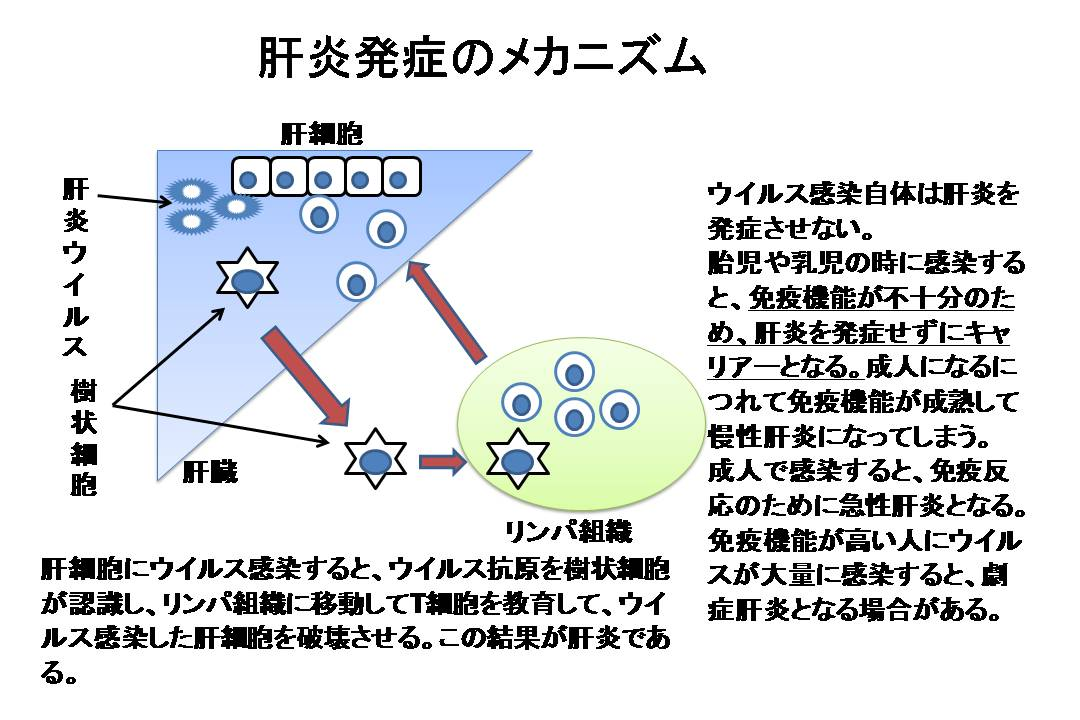 肝炎発症のメカニズム
肝細胞
肝炎ウイルス
樹状細胞
肝臓
リンパ組織
ウイルス感染自体は肝炎を
発症させない。
胎児や乳児の時に感染する
と、免疫機能が不十分のた
め、肝炎を発症せずにキャ
リアーとなる。成人になるに
つれて免疫機能が成熟して
慢性肝炎になってしまう。
成人で感染すると、免疫反
応のために急性肝炎となる。
免疫機能が高い人にウイル
スが大量に感染すると、劇
症肝炎となる場合がある。
肝細胞にウイルス感染すると、ウイルス抗原を樹状細胞
が認識し、リンパ組織に移動してT細胞を教育して、ウイ
ルス感染した肝細胞を破壊させる。この結果が肝炎であ
る。